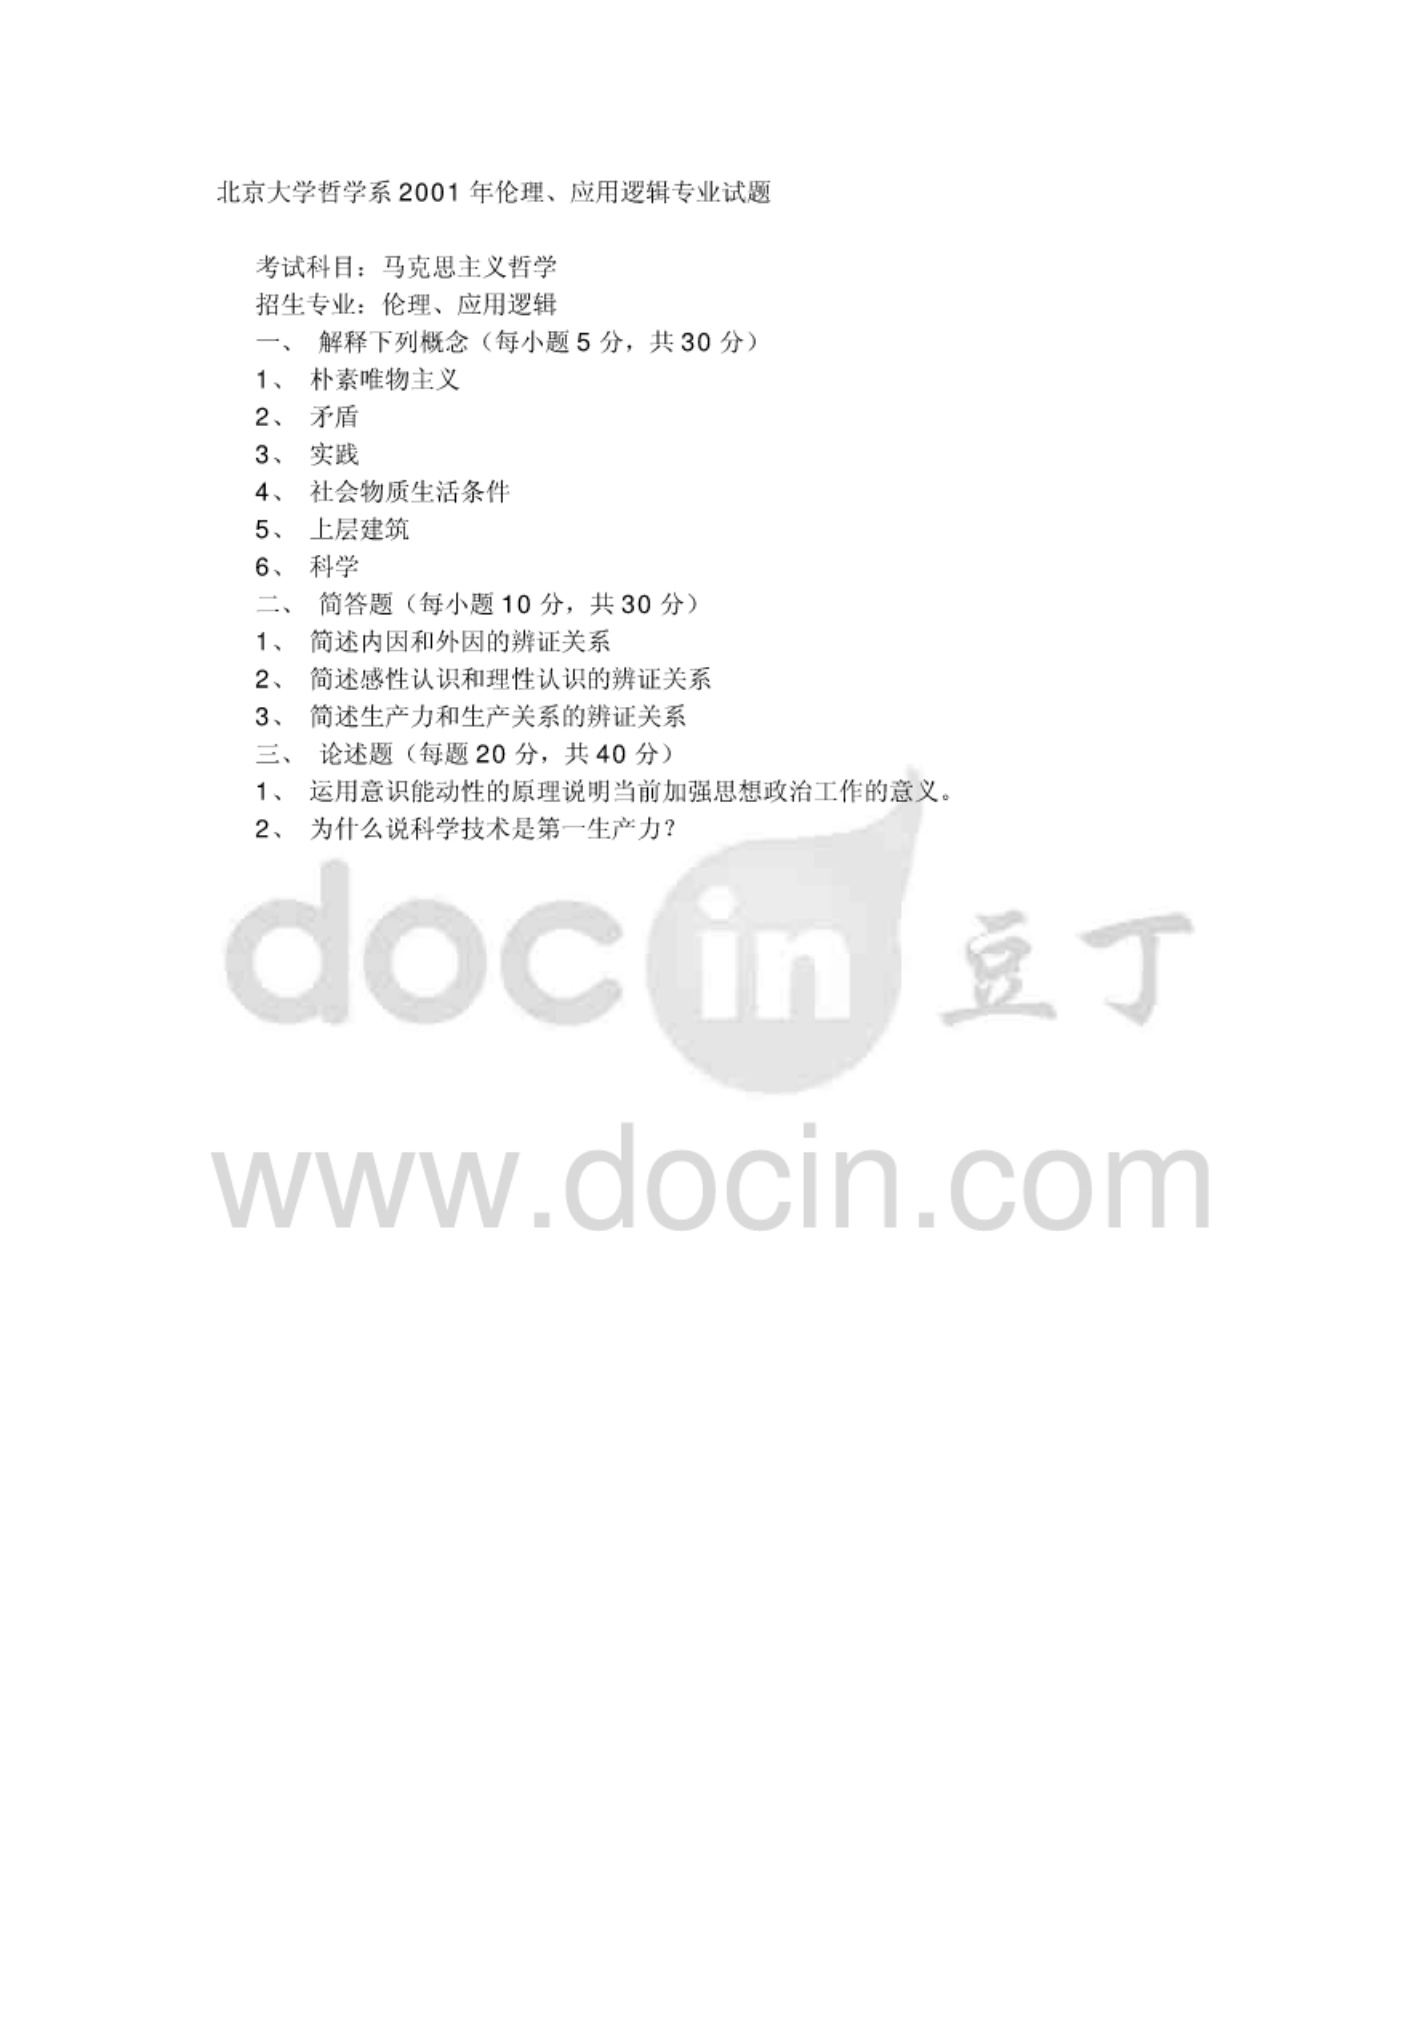 北京大学哲学系 2001 年伦理、应用逻辑专业试题
考试科目：马克思主义哲学
招生专业：伦理、应用逻辑
一、 解释下列概念（每小题 5 分，共 30 分）
1、 朴素唯物主义
2、 矛盾
3、 实践
4、 社会物质生活条件
5、 上层建筑
6、 科学
二、 简答题（每小题 10 分，共 30 分）
1、 简述内因和外因的辨证关系
2、 简述感性认识和理性认识的辨证关系
3、 简述生产力和生产关系的辨证关系
三、 论述题（每题 20 分，共 40 分）
1、 运用意识能动性的原理说明当前加强思想政治工作的意义。
2、 为什么说科学技术是第一生产力？
docin 豆丁
www.docin.com